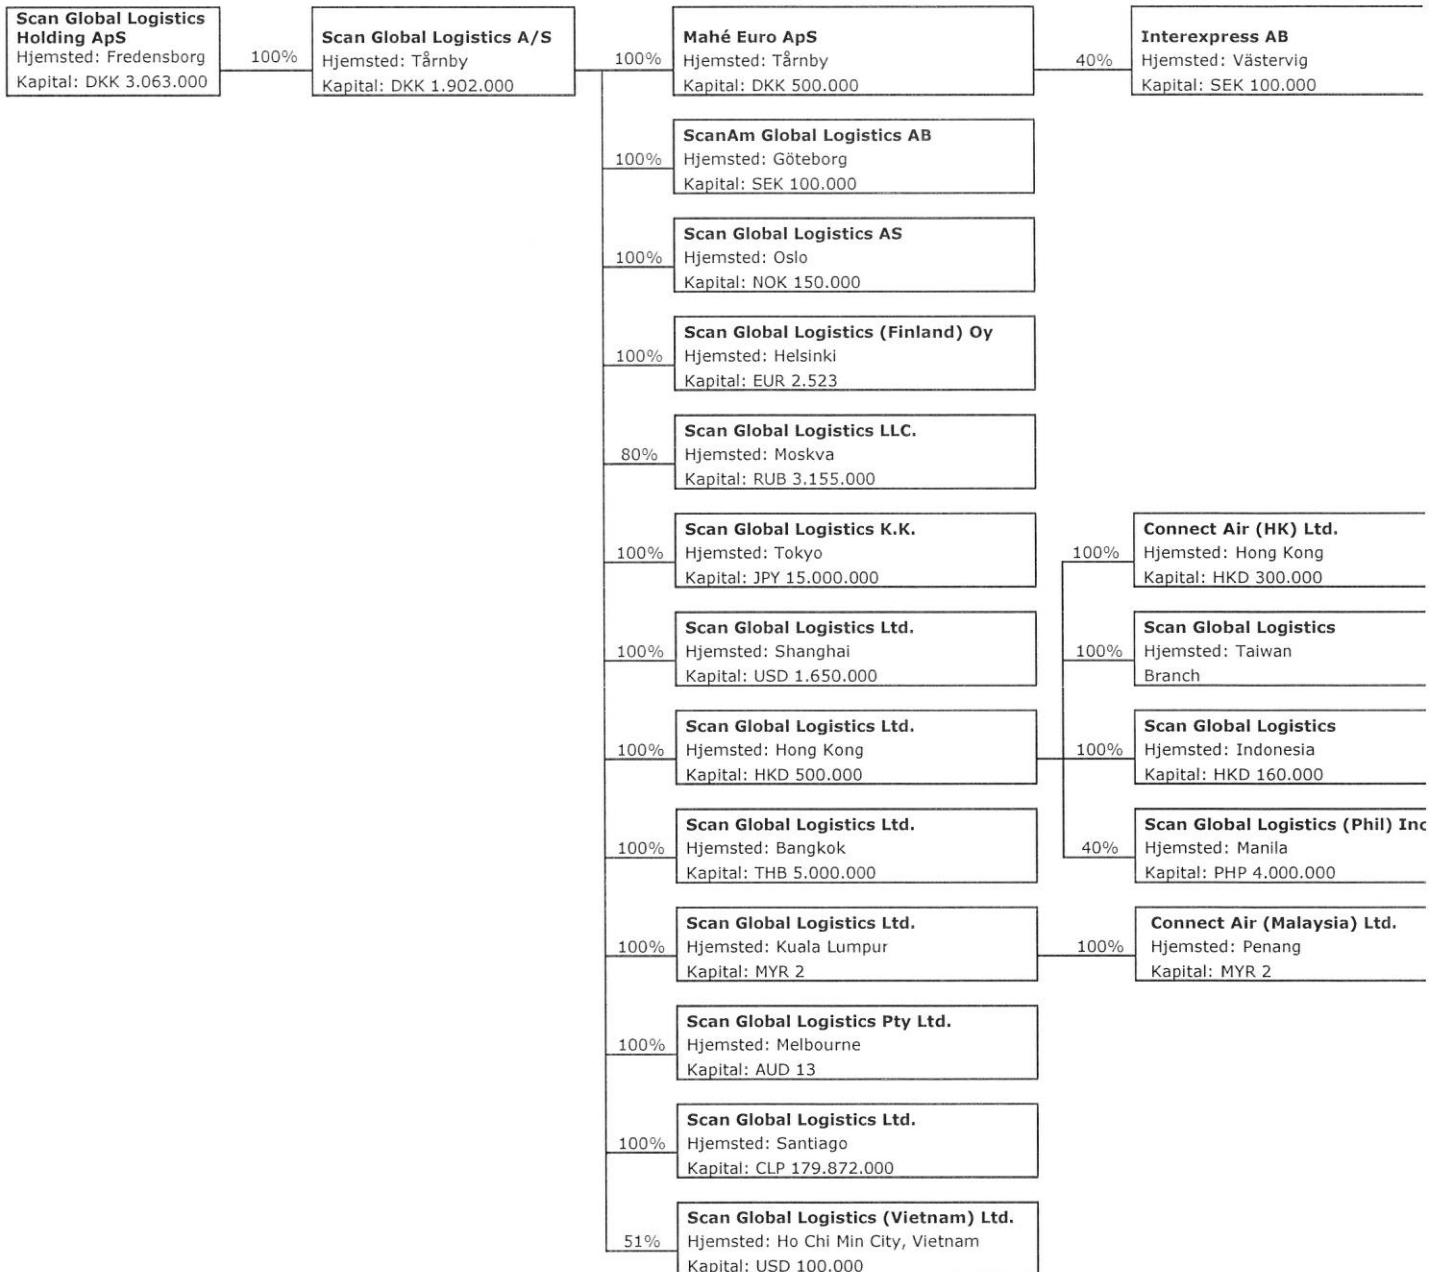 Scan Global Logistics
Holding ApS
Hjemsted: Fredensborg
Kapital: DKK 3.063.000
100%
Scan Global Logistics A/S
Hjemsted: Tårnby
Kapital: DKK 1.902.000
100%
Mahé Euro ApS
Hjemsted: Tårnby
Kapital: DKK 500.000
40%
Interexpress AB
Hjemsted: Västervig
Kapital: SEK 100.000
100%
ScanAm Global Logistics AB
Hjemsted: Göteborg
Kapital: SEK 100.000
100%
Scan Global Logistics AS
Hjemsted: Oslo
Kapital: NOK 150.000
100%
Scan Global Logistics (Finland) Oy
Hjemsted: Helsinki
Kapital: EUR 2.523
80%
Scan Global Logistics LLC.
Hjemsted: Moskva
Kapital: RUB 3.155.000
100%
Scan Global Logistics K.K.
Hjemsted: Tokyo
Kapital: JPY 15.000.000
100%
Connect Air (HK) Ltd.
Hjemsted: Hong Kong
Kapital: HKD 300.000
100%
Scan Global Logistics Ltd.
Hjemsted: Shanghai
Kapital: USD 1.650.000
100%
Scan Global Logistics
Hjemsted: Taiwan
Branch
100%
Scan Global Logistics Ltd.
Hjemsted: Hong Kong
Kapital: HKD 500.000
100%
Scan Global Logistics
Hjemsted: Indonesia
Kapital: HKD 160.000
100%
Scan Global Logistics Ltd.
Hjemsted: Bangkok
Kapital: THB 5.000.000
40%
Scan Global Logistics (Phil) Inc
Hjemsted: Manila
Kapital: PHP 4.000.000
100%
Scan Global Logistics Ltd.
Hjemsted: Kuala Lumpur
Kapital: MYR 2
100%
Connect Air (Malaysia) Ltd.
Hjemsted: Penang
Kapital: MYR 2
100%
Scan Global Logistics Pty Ltd.
Hjemsted: Melbourne
Kapital: AUD 13
100%
Scan Global Logistics Ltd.
Hjemsted: Santiago
Kapital: CLP 179.872.000
51%
Scan Global Logistics (Vietnam) Ltd.
Hjemsted: Ho Chi Min City, Vietnam
Kapital: USD 100.000